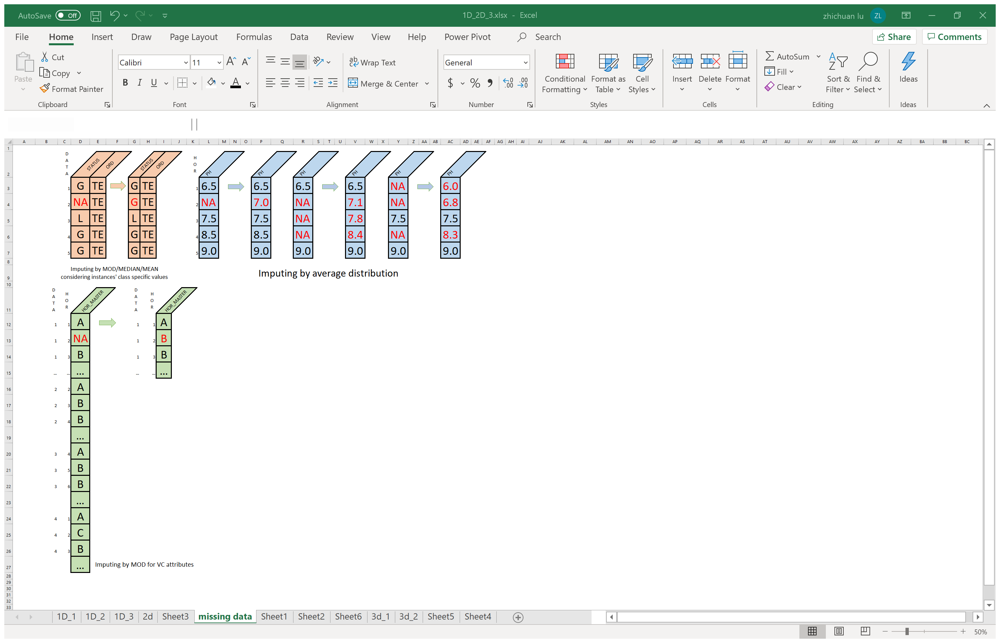 AutoSave Off 1D_2D_3.xlsx - Excel zhichuan lu ZL
File Home Insert Draw Page Layout Formulas Data Review View Help Power Pivot Search Share Comments
Paste
Cut
Copy
Format Painter
Clipboard
Calibri 11
B I U A
Font
ab Wrap Text
Merge & Center
Alignment
General
$ % 9 .00 .00 .0
Number
Conditional Formatting
Format as Table
Cell Styles
Styles
Insert Delete Format
Cells
AutoSum
Fill
Clear
Sort & Filter
Find & Select
Editing
Ideas
Ideas
A B C D E F G H I J K L M N O P Q R S T U V W X Y Z AA AB AC AD AE AF AG AH AI AJ AK AL AM AN AO AP AQ AR AS AT AU AV AW AX AY AZ BA BB BC
1
2 DATA STATUS ORD STATUS ORD HOR PH PH PH PH PH PH
3 1 G TE G TE 1 6.5 6.5 6.5 6.5 NA 6.0
4 2 NA TE G TE 2 NA 7.0 NA 7.1 NA 6.8
5 3 L TE L TE 3 7.5 7.5 NA 7.8 7.5 7.5
6 4 G TE G TE 4 8.5 8.5 NA 8.4 NA 8.3
7 5 G TE G TE 5 9.0 9.0 9.0 9.0 9.0 9.0
8
Imputing by MOD/MEDIAN/MEAN
9 considering instances' class specific values Imputing by average distribution
10
11 DATA HOR HOR_MASTER DATA HOR HOR_MASTER
12 1 1 A 1 1 A
13 1 2 NA 1 2 B
14 1 3 B 1 3 B
15 ... ... ... ... ... ...
16 2 2 A
17 2 3 B
18 2 4 B
19 ...
20 3 4 A
21 3 5 B
22 3 6 B
23 ...
24 4 1 A
25 4 2 C
26 4 3 B
27 ... Imputing by MOD for VC attributes
28
29
30
31
32
33
1D_1 1D_2 1D_3 2d Sheet3 missing data Sheet1 Sheet2 Sheet6 3d_1 3d_2 Sheet5 Sheet4
50%